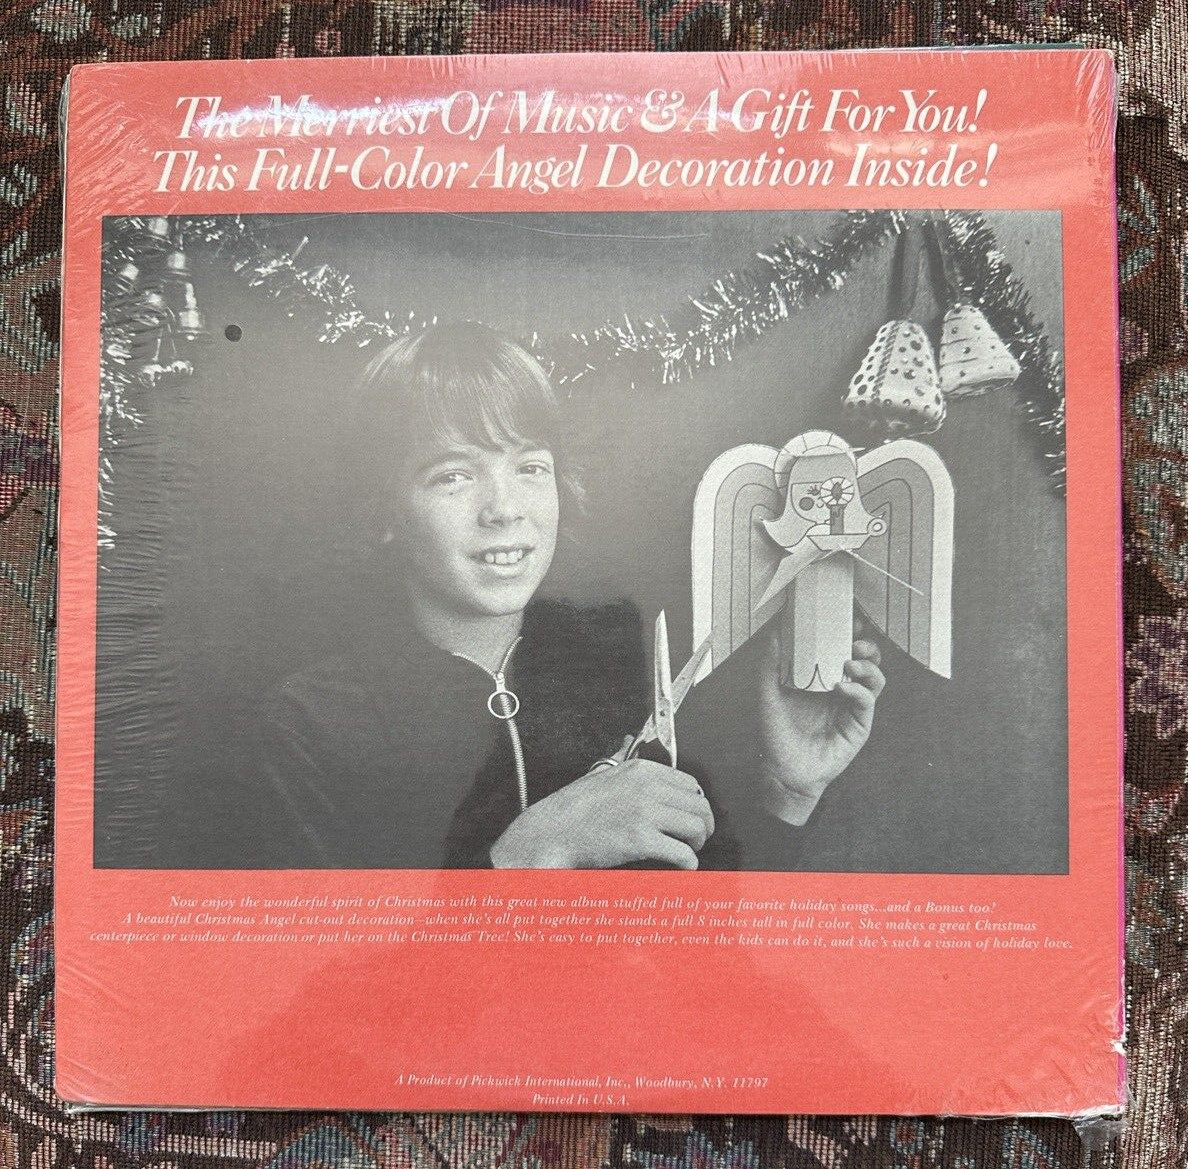 The Merriest Of Music & A Gift For You!
This Full-Color Angel Decoration Inside!
Now enjoy the wonderful spirit of Christmas with this great new album stuffed full of your favorite holiday songs...and a Bonus too!
A beautiful Christmas Angel cut-out decoration—when she's all put together she stands a full 8 inches tall in full color. She makes a great Christmas
centerpiece or window decoration or put her on the Christmas Tree! She's easy to put together, even the kids can do it, and she's such a vision of holiday love.
A Product of Pickwick International, Inc., Woodbury, N.Y. 11797
Printed In U.S.A.